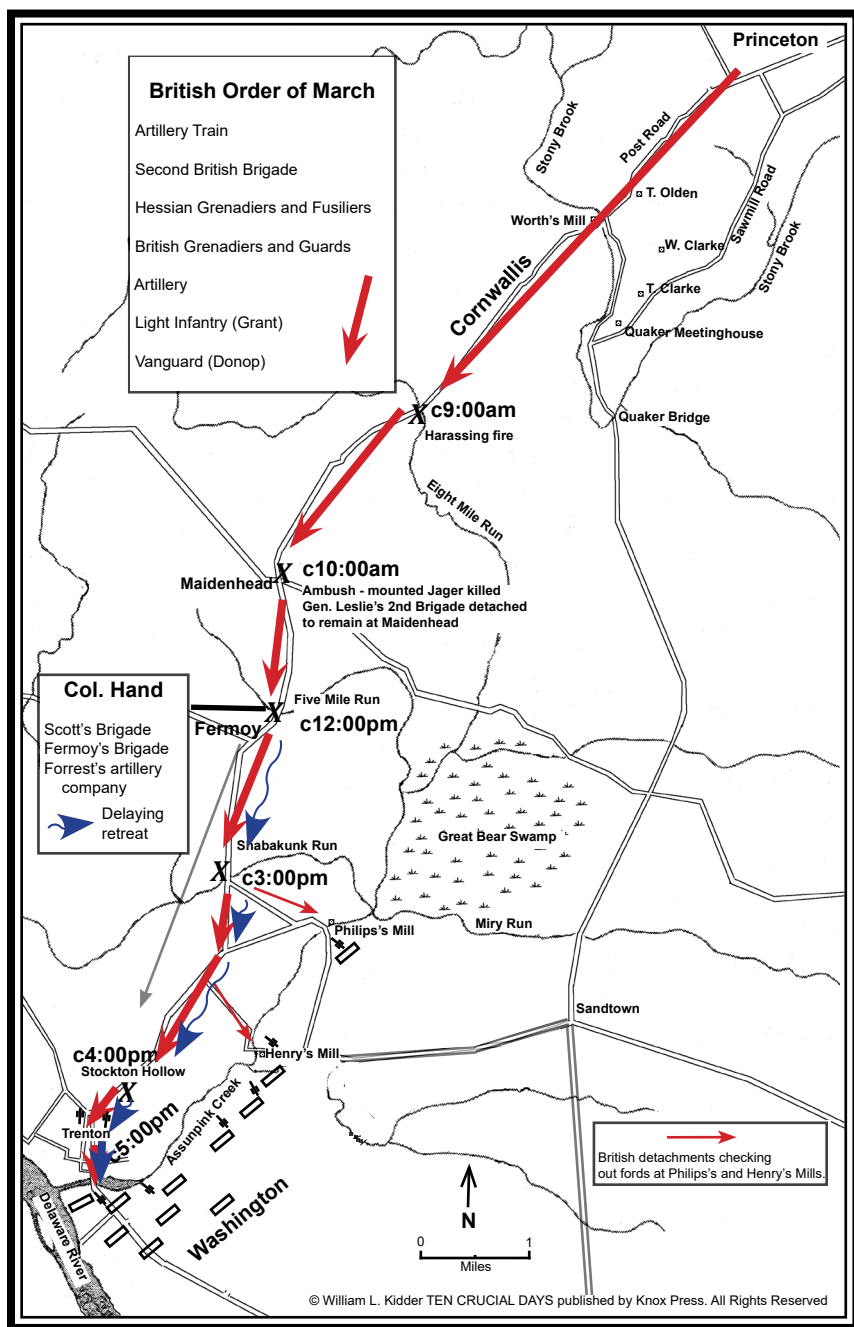 Princeton
British Order of March
Artillery Train
Second British Brigade
Hessian Grenadiers and Fusiliers
British Grenadiers and Guards
Artillery
Light Infantry (Grant)
Vanguard (Donop)
Stony Brook
Post Road
T. Olden
Sawmill Road
Worth's Mill
W. Clarke
Stony Brook
T. Clarke
Cornwallis
Quaker Meetinghouse
Quaker Bridge
X c9:00am
Harassing fire
Eight Mile Run
Maidenhead
X c10:00am
Ambush - mounted Jager killed
Gen. Leslie's 2nd Brigade detached
to remain at Maidenhead
Col. Hand
Scott's Brigade
Fermoy's Brigade
Forrest's artillery
company
Delaying
retreat
Five Mile Run
X c12:00pm
Fermoy
Great Bear Swamp
Shabakunk Run
X c3:00pm
Philips's Mill
Miry Run
Sandtown
c4:00pm
Stockton Hollow
X
Henry's Mill
Assunpink Creek
Trenton
c5:00pm
Washington
Delaware River
British detachments checking
out fords at Philips's and Henry's Mills.
N
0 1
Miles
© William L. Kidder TEN CRUCIAL DAYS published by Knox Press. All Rights Reserved